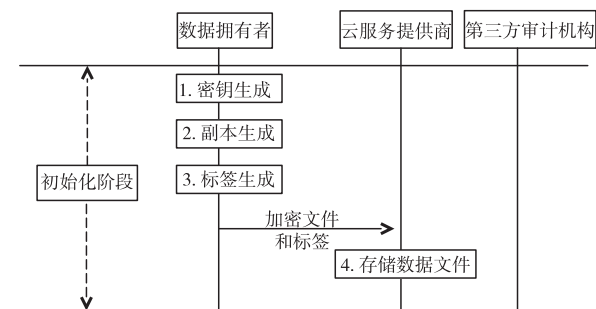 数据拥有者
云服务提供商
第三方审计机构
1. 密钥生成
2. 副本生成
3. 标签生成
初始化阶段
加密文件
和标签
4. 存储数据文件